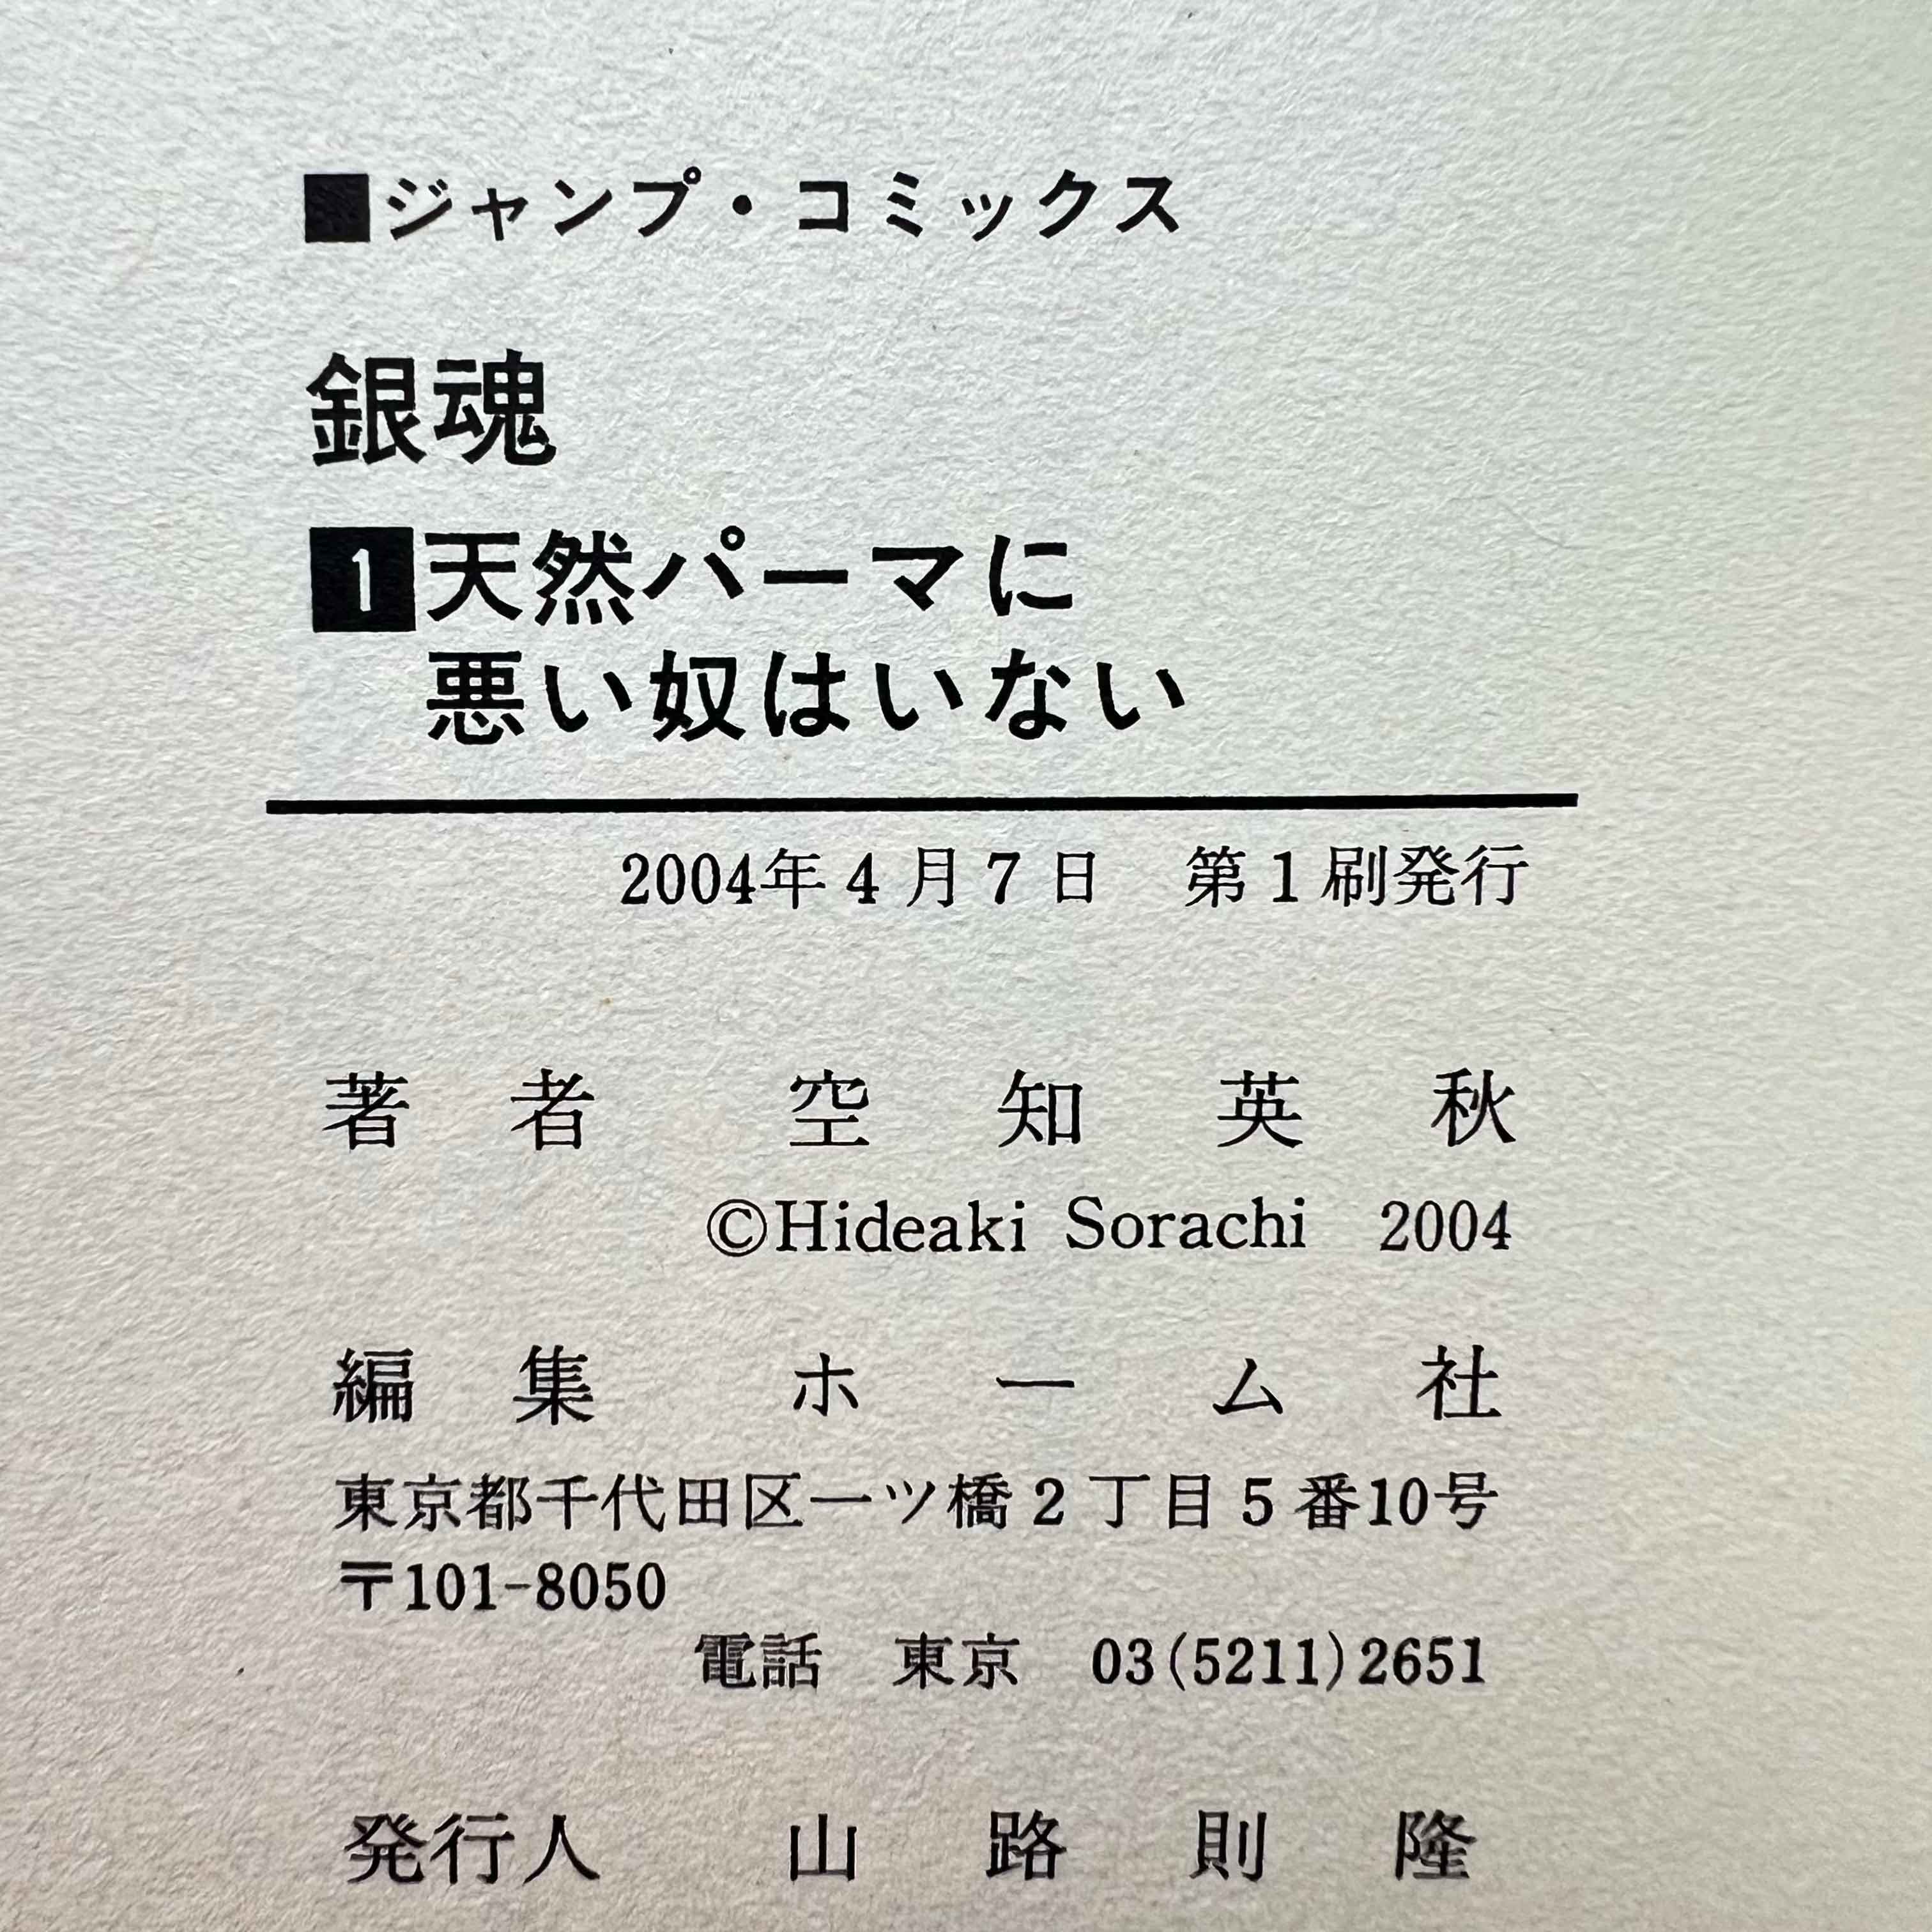 ■ジャンプ・コミックス
銀魂
1天然パーマに
悪い奴はいない
2004年4月7日　第1刷発行
著者　空知英秋
©Hideaki Sorachi 2004
編集　ホーム社
東京都千代田区一ツ橋2丁目5番10号
〒101-8050
電話　東京　03(5211)2651
発行人　山路則隆